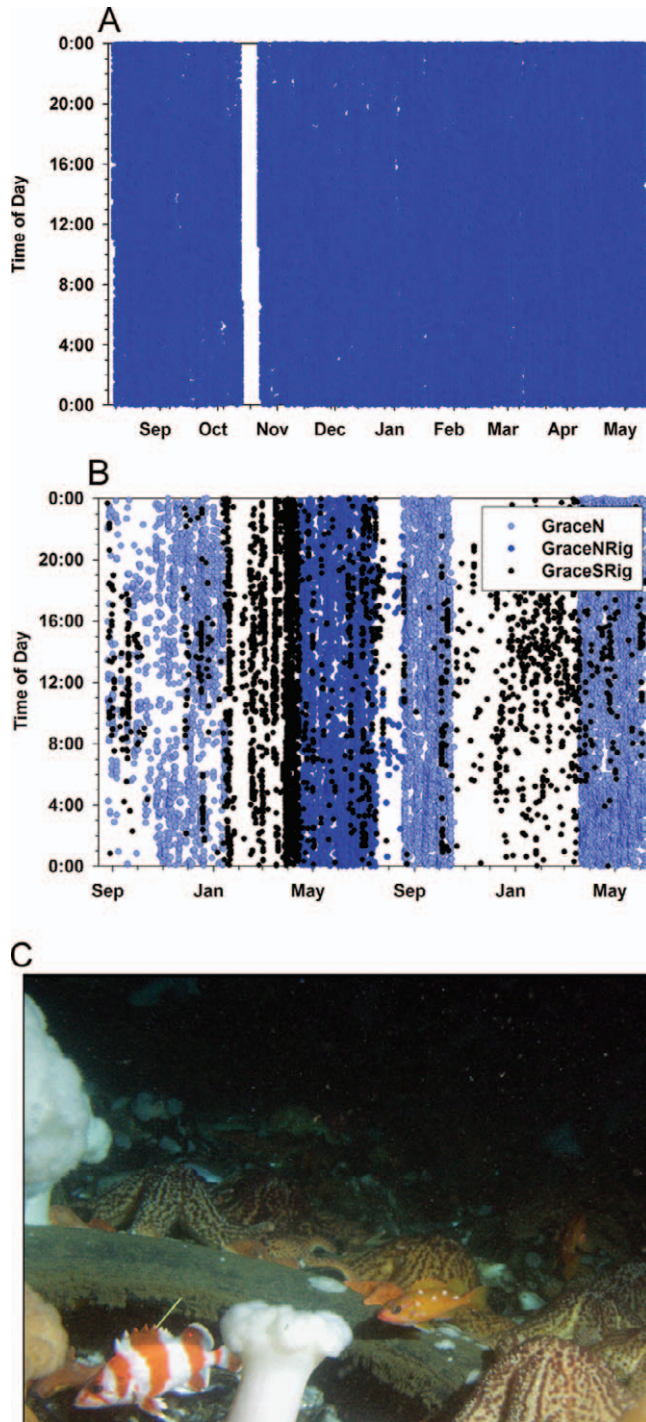 A
0:00
20:00
16:00
12:00
8:00
4:00
0:00
Time of Day
Sep Oct Nov Dec Jan Feb Mar Apr May
B
0:00
20:00
16:00
12:00
8:00
4:00
0:00
Time of Day
GraceN
GraceNRig
GraceSRig
Sep Jan May Sep Jan May
C